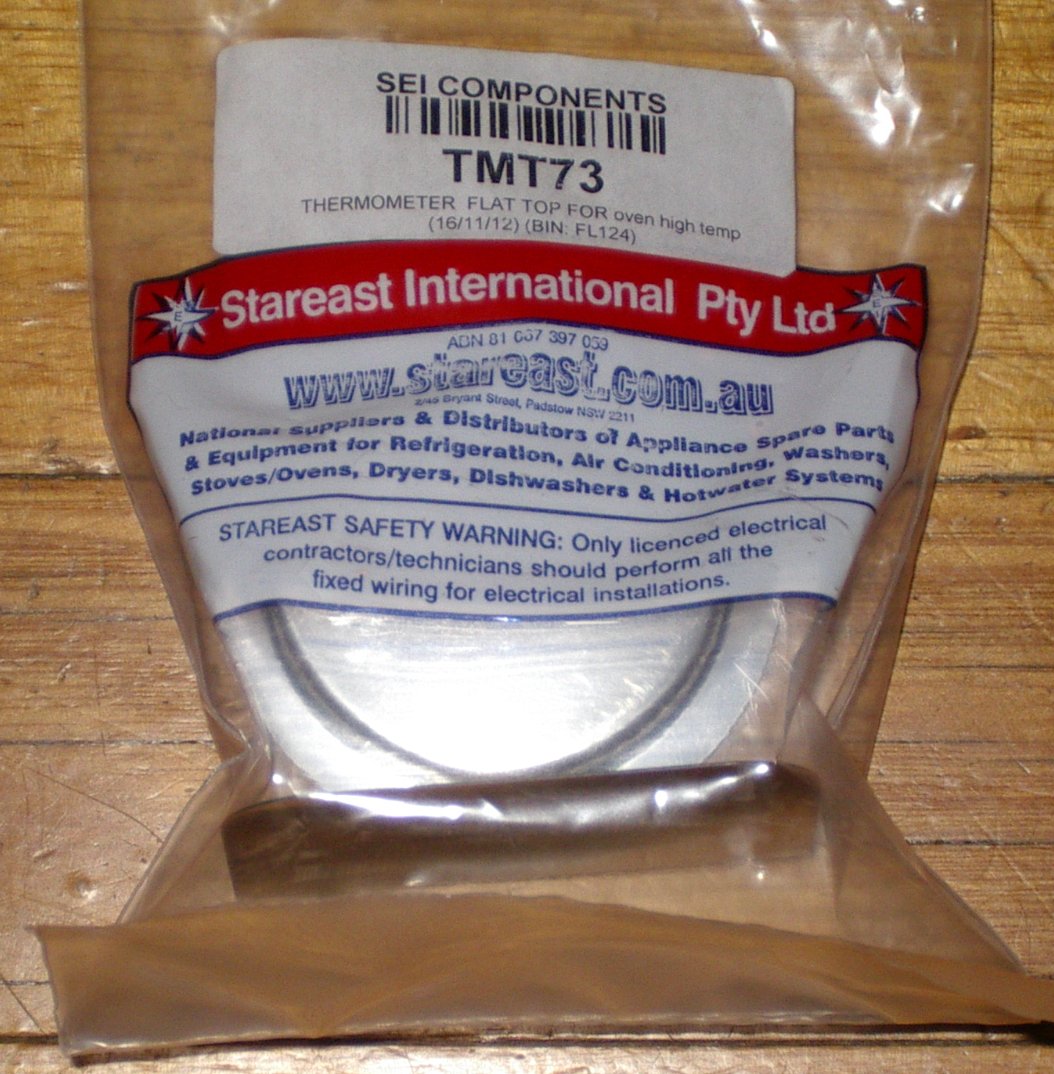 SEI COMPONENTS
TMT73
THERMOMETER FLAT TOP FOR oven high temp
(16/11/12) (BIN: FL124)
Stareast International Pty Ltd
ABN 81 067 397 059
www.stareast.com.au
2/45 Bryant Street, Padstow NSW 2211
National Suppliers & Distributors of Appliance Spare Parts
& Equipment for Refrigeration, Air Conditioning, Washers,
Stoves/Ovens, Dryers, Dishwashers & Hotwater Systems
STAREAST SAFETY WARNING: Only licenced electrical
contractors/technicians should perform all the
fixed wiring for electrical installations.